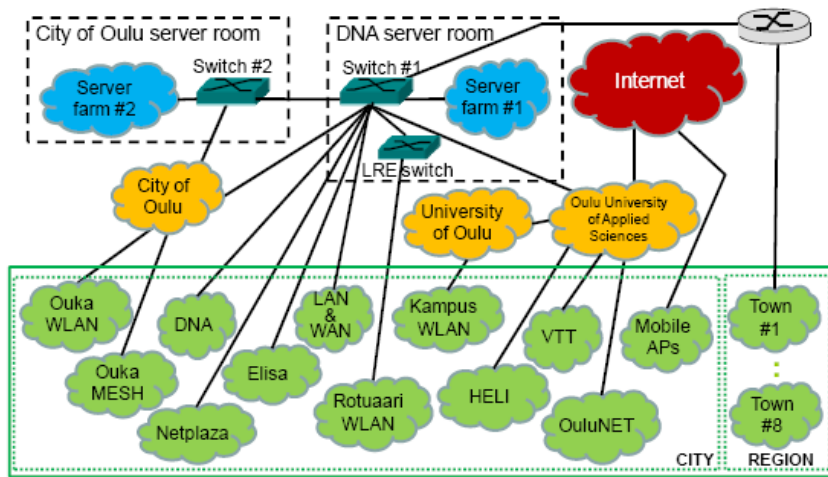 City of Oulu server room
DNA server room
Switch #2
Switch #1
Server
farm #2
Server
farm #1
Internet
LRE switch
City of
Oulu
University
of Oulu
Oulu University
of Applied
Sciences
Ouka
WLAN
DNA
LAN
&
WAN
Kampus
WLAN
VTT
Mobile
APs
Town
#1
Ouka
MESH
Elisa
Rotuaari
WLAN
HELI
Netplaza
OuluNET
Town
#8
CITY
REGION